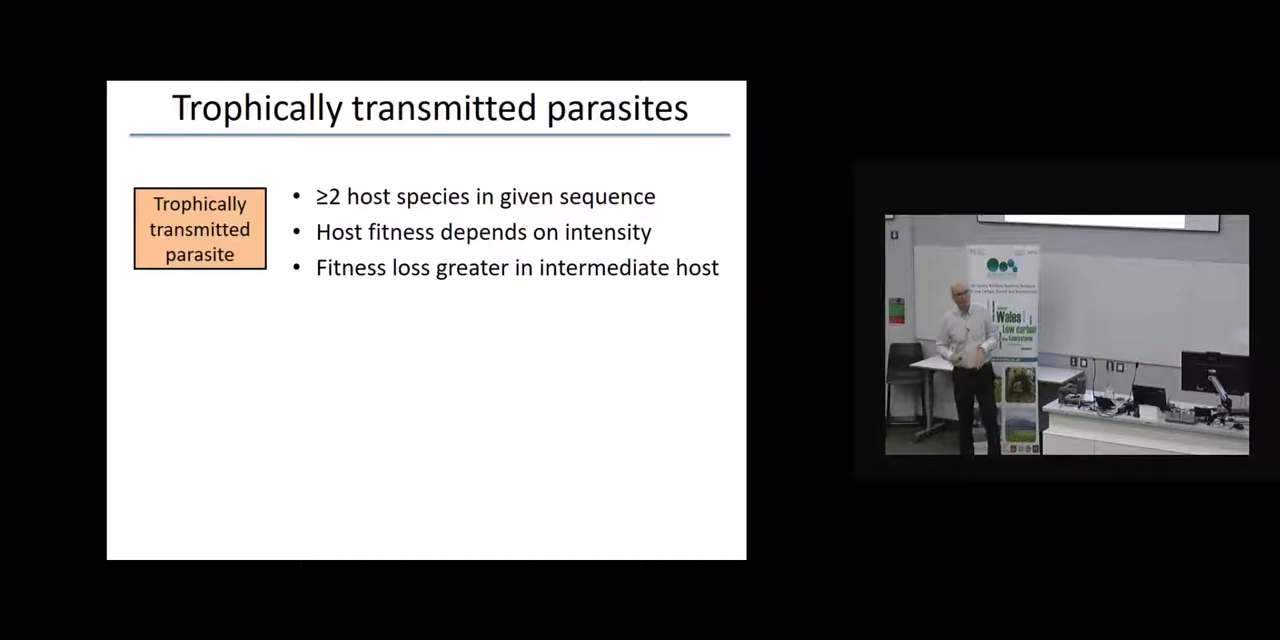 Trophically transmitted parasites
Trophically
transmitted
parasite
• ≥2 host species in given sequence
• Host fitness depends on intensity
• Fitness loss greater in intermediate host
Wales
Low carbon